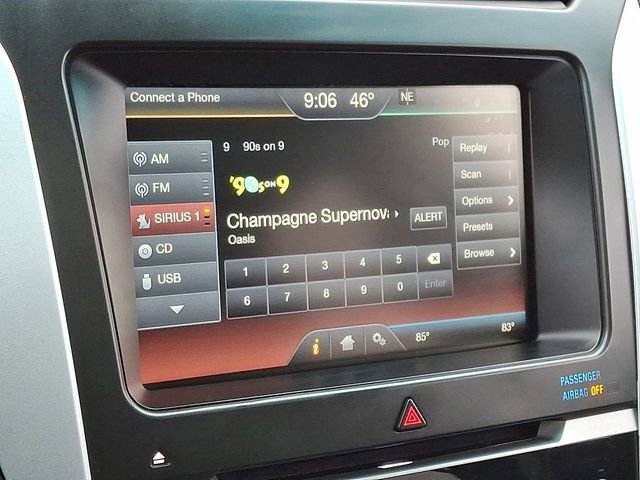 Connect a Phone
9:06 46° NE
9 90s on 9 Pop
'90s ON 9
Champagne Supernov
ALERT
Oasis
AM
FM
SIRIUS 1
CD
USB
1 2 3 4 5
6 7 8 9 0 Enter
Replay
Scan
Options
Presets
Browse
i
85° 83°
PASSENGER
AIRBAG OFF